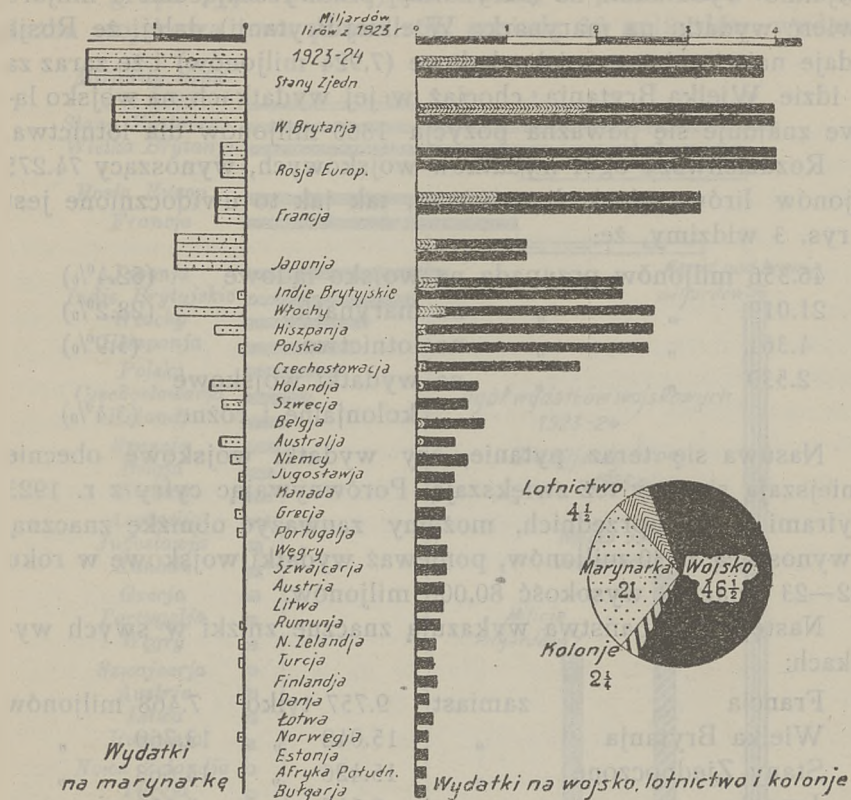 Miljardów
lirów z 1923 r
1923-24
Stany Zjedn
W. Brytanja
Rosja Europ.
Francja
Japonja
Indje Brytyjskie
Włochy
Hiszpanja
Polska
Czechosłowacja
Holandja
Szwecja
Belgja
Australja
Niemcy
Jugosławja
Kanada
Grecja
Portugalja
Węgry
Szwajcarja
Austrja
Litwa
Rumunja
N. Zelandja
Turcja
Finlandja
Danja
Łotwa
Norwegja
Estonja
Afryka Połudn.
Bułgarja
Lotnictwo
4½
Marynarka
21
Wojsko
46½
Kolonje
2¼
Wydatki
na marynarkę
Wydatki na wojsko, lotnictwo i kolonje